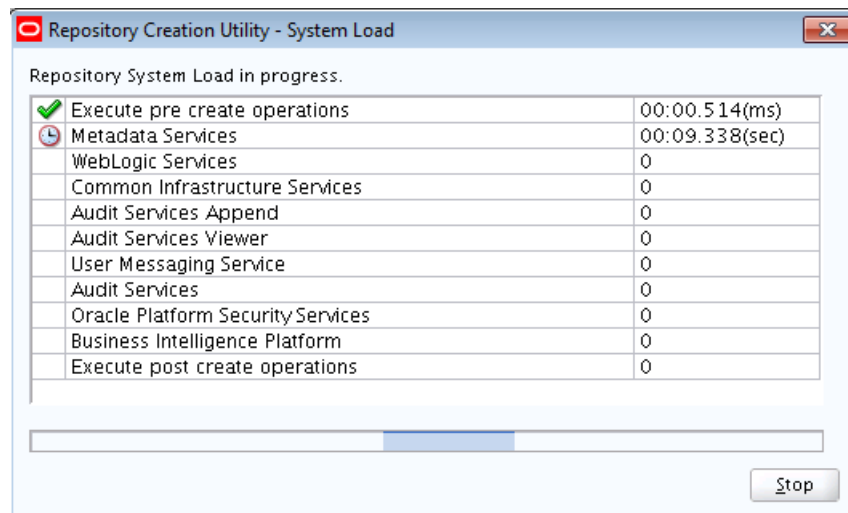 Repository Creation Utility - System Load
Repository System Load in progress.
Execute pre create operations 00:00.514(ms)
Metadata Services 00:09.338(sec)
WebLogic Services 0
Common Infrastructure Services 0
Audit Services Append 0
Audit Services Viewer 0
User Messaging Service 0
Audit Services 0
Oracle Platform Security Services 0
Business Intelligence Platform 0
Execute post create operations 0
Stop